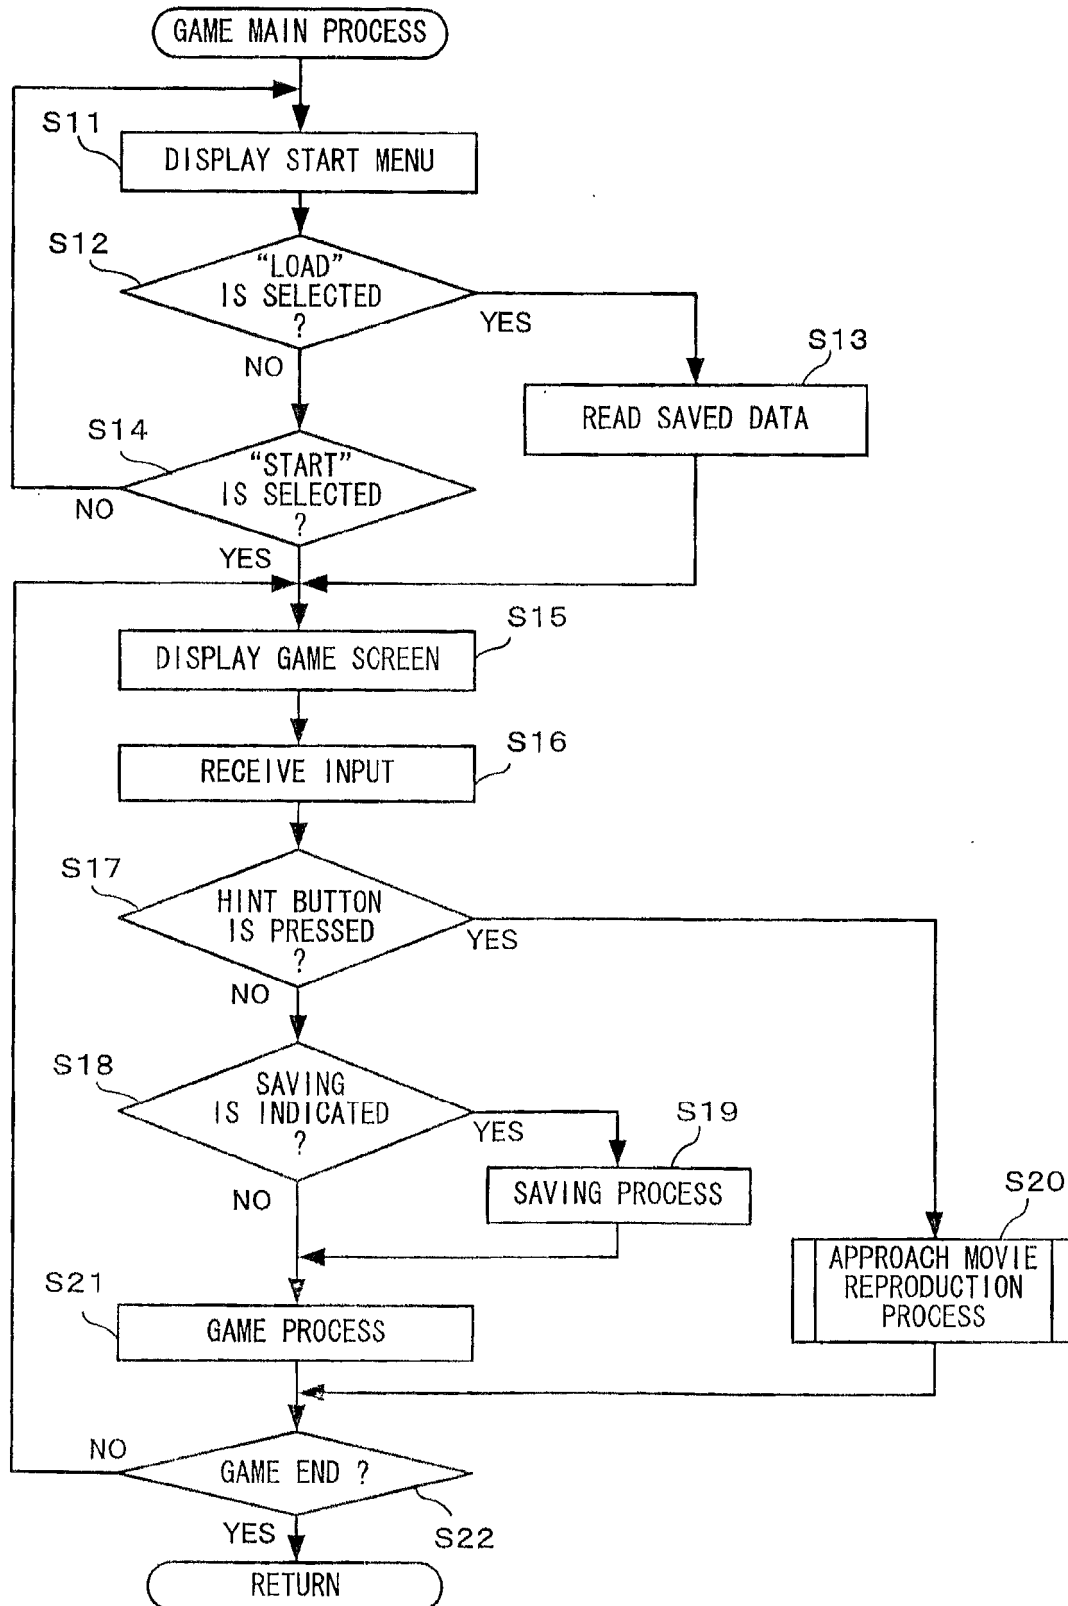 GAME MAIN PROCESS
S11
DISPLAY START MENU
S12
“LOAD”
IS SELECTED
?
YES
NO
S13
READ SAVED DATA
S14
“START”
IS SELECTED
?
NO
YES
S15
DISPLAY GAME SCREEN
S16
RECEIVE INPUT
S17
HINT BUTTON
IS PRESSED
?
YES
NO
S18
SAVING
IS INDICATED
?
YES
NO
S19
SAVING PROCESS
S20
APPROACH MOVIE
REPRODUCTION
PROCESS
S21
GAME PROCESS
NO
GAME END ?
S22
YES
RETURN